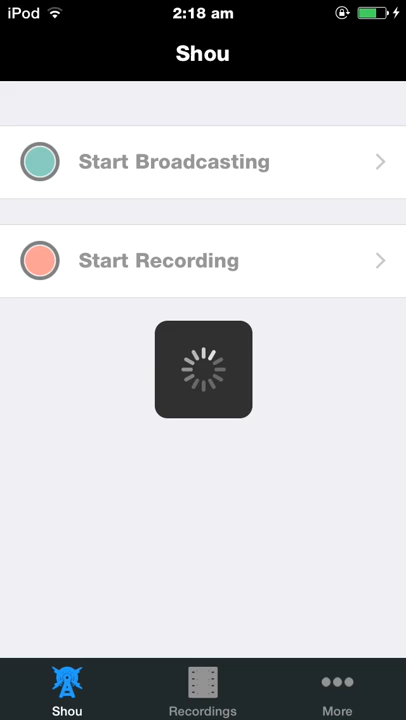 iPod 2:18 am
Shou
Start Broadcasting
Start Recording
Shou Recordings More